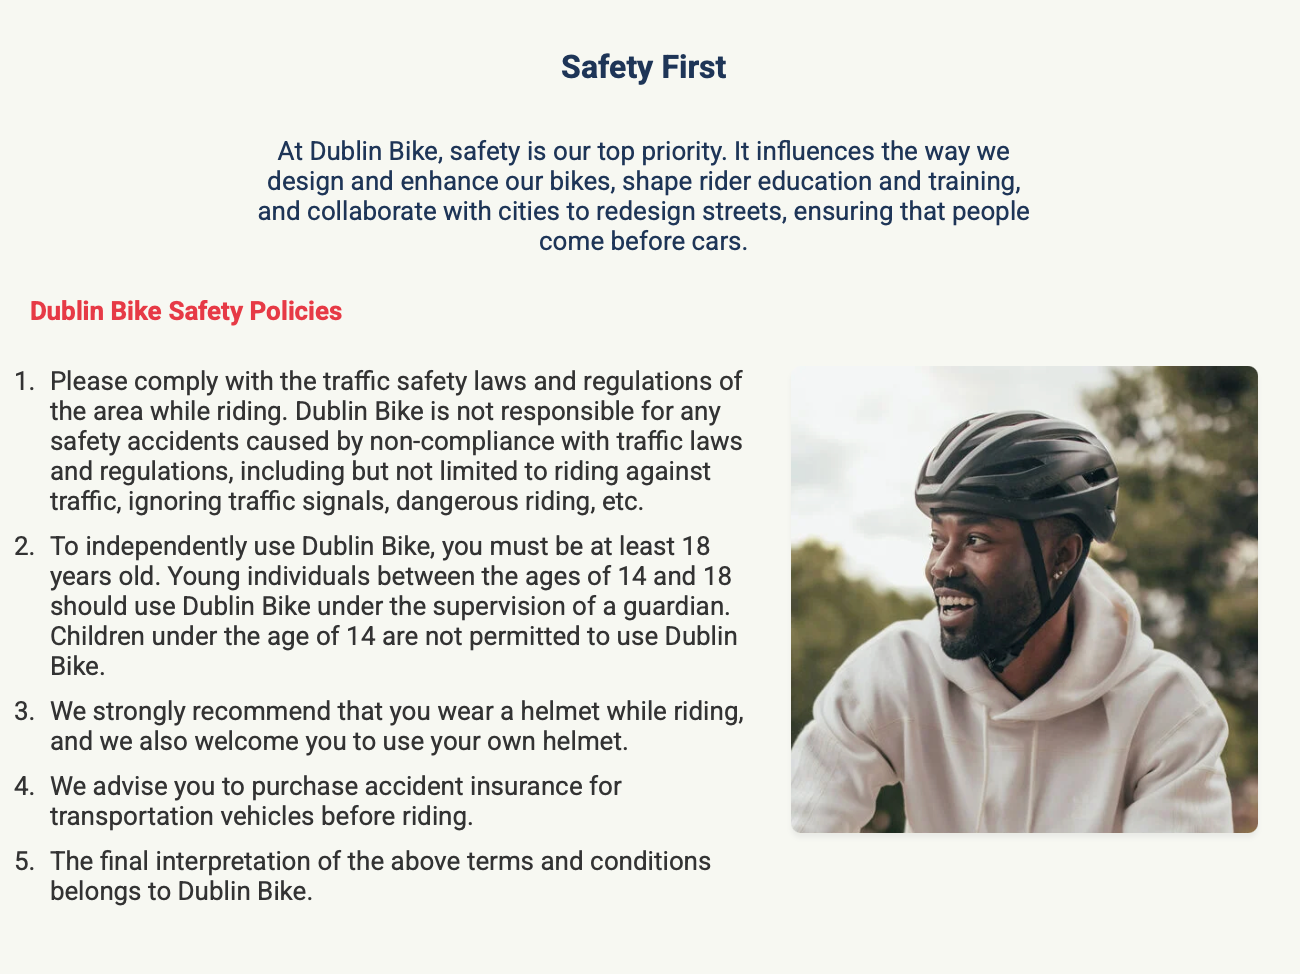 Safety First
At Dublin Bike, safety is our top priority. It influences the way we
design and enhance our bikes, shape rider education and training,
and collaborate with cities to redesign streets, ensuring that people
come before cars.
Dublin Bike Safety Policies
1. Please comply with the traffic safety laws and regulations of
the area while riding. Dublin Bike is not responsible for any
safety accidents caused by non-compliance with traffic laws
and regulations, including but not limited to riding against
traffic, ignoring traffic signals, dangerous riding, etc.
2. To independently use Dublin Bike, you must be at least 18
years old. Young individuals between the ages of 14 and 18
should use Dublin Bike under the supervision of a guardian.
Children under the age of 14 are not permitted to use Dublin
Bike.
3. We strongly recommend that you wear a helmet while riding,
and we also welcome you to use your own helmet.
4. We advise you to purchase accident insurance for
transportation vehicles before riding.
5. The final interpretation of the above terms and conditions
belongs to Dublin Bike.